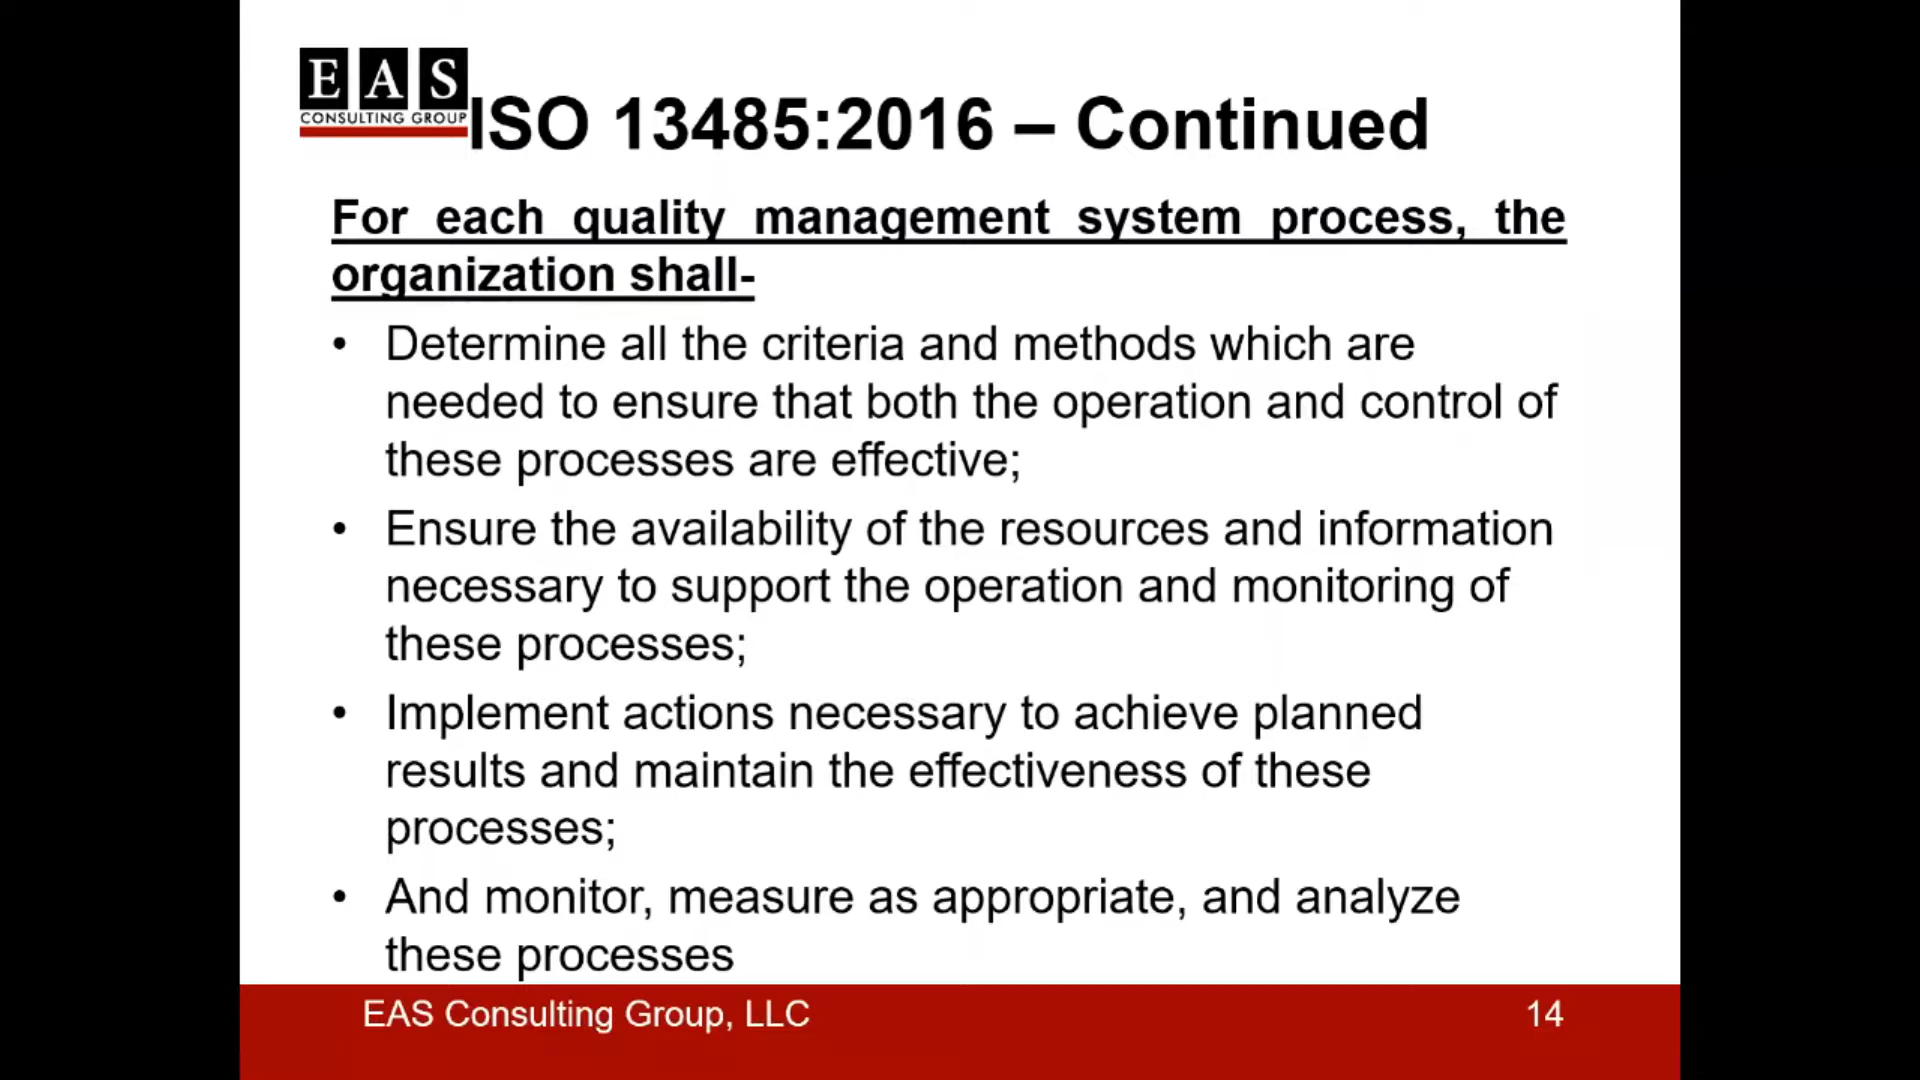 EAS
CONSULTING GROUP
ISO 13485:2016 – Continued
For each quality management system process, the
organization shall-
• Determine all the criteria and methods which are
needed to ensure that both the operation and control of
these processes are effective;
• Ensure the availability of the resources and information
necessary to support the operation and monitoring of
these processes;
• Implement actions necessary to achieve planned
results and maintain the effectiveness of these
processes;
• And monitor, measure as appropriate, and analyze
these processes
EAS Consulting Group, LLC
14